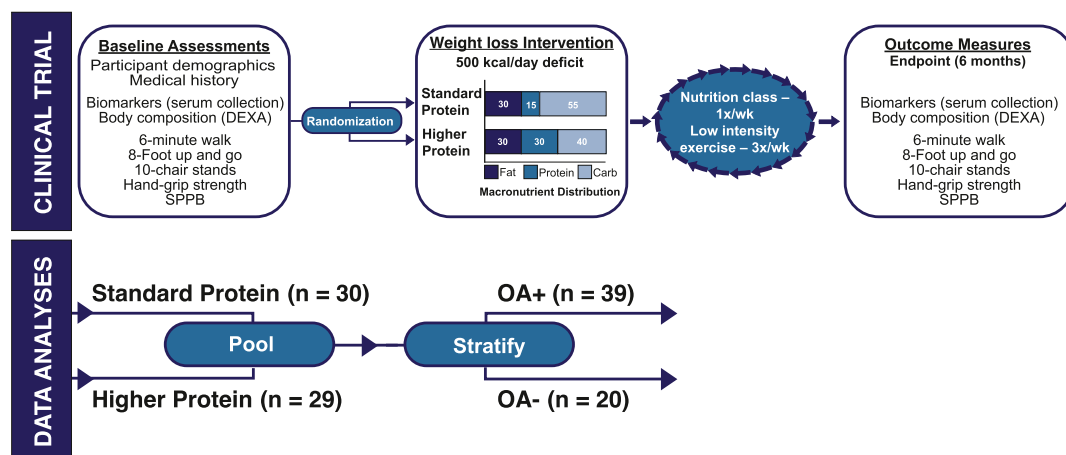 CLINICAL TRIAL
Baseline Assessments
Participant demographics
Medical history
Biomarkers (serum collection)
Body composition (DEXA)
6-minute walk
8-Foot up and go
10-chair stands
Hand-grip strength
SPPB
Randomization
Weight loss Intervention
500 kcal/day deficit
Standard
Protein
30 15 55
Higher
Protein
30 30 40
Fat Protein Carb
Macronutrient Distribution
Nutrition class –
1x/wk
Low intensity
exercise – 3x/wk
Outcome Measures
Endpoint (6 months)
Biomarkers (serum collection)
Body composition (DEXA)
6-minute walk
8-Foot up and go
10-chair stands
Hand-grip strength
SPPB
DATA ANALYSES
Standard Protein (n = 30)
Pool
Higher Protein (n = 29)
OA+ (n = 39)
Stratify
OA- (n = 20)